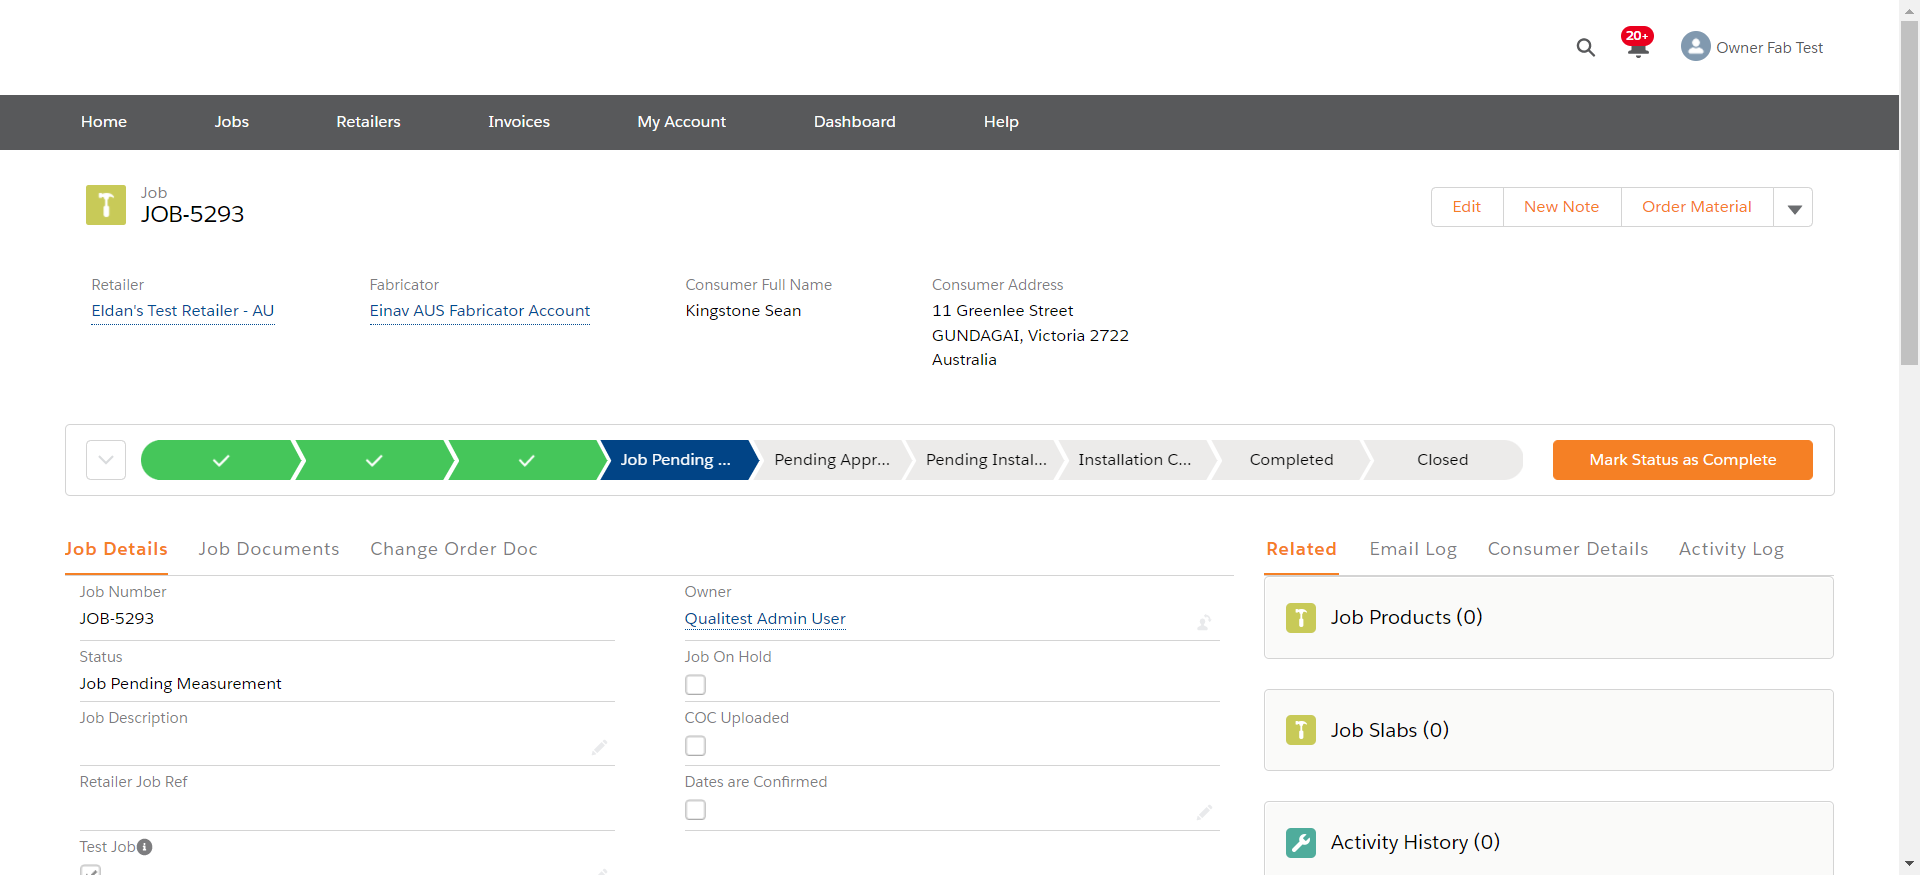 20+
Owner Fab Test
Home Jobs Retailers Invoices My Account Dashboard Help
Job
JOB-5293
Edit New Note Order Material
Retailer Fabricator Consumer Full Name Consumer Address
Eldan's Test Retailer - AU Einav AUS Fabricator Account Kingstone Sean 11 Greenlee Street
GUNDAGAI, Victoria 2722
Australia
Job Pending ... Pending Appr... Pending Instal... Installation C... Completed Closed Mark Status as Complete
Job Details Job Documents Change Order Doc
Job Number Owner
JOB-5293 Qualitest Admin User
Status Job On Hold
Job Pending Measurement
Job Description COC Uploaded
Retailer Job Ref Dates are Confirmed
Test Job
Related Email Log Consumer Details Activity Log
Job Products (0)
Job Slabs (0)
Activity History (0)